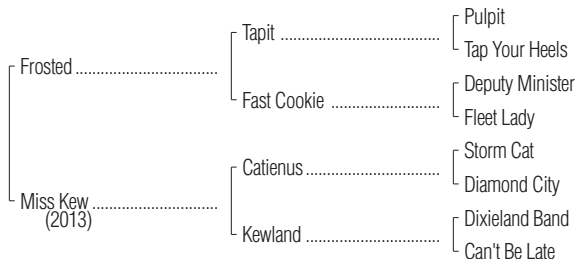 Pulpit
Tapit ..............................
Tap Your Heels
Frosted ................................
Deputy Minister
Fast Cookie .........................
Fleet Lady
Storm Cat
Catienus ..............................
Diamond City
Miss Kew ............................
(2013)
Dixieland Band
Kewland ..............................
Can't Be Late